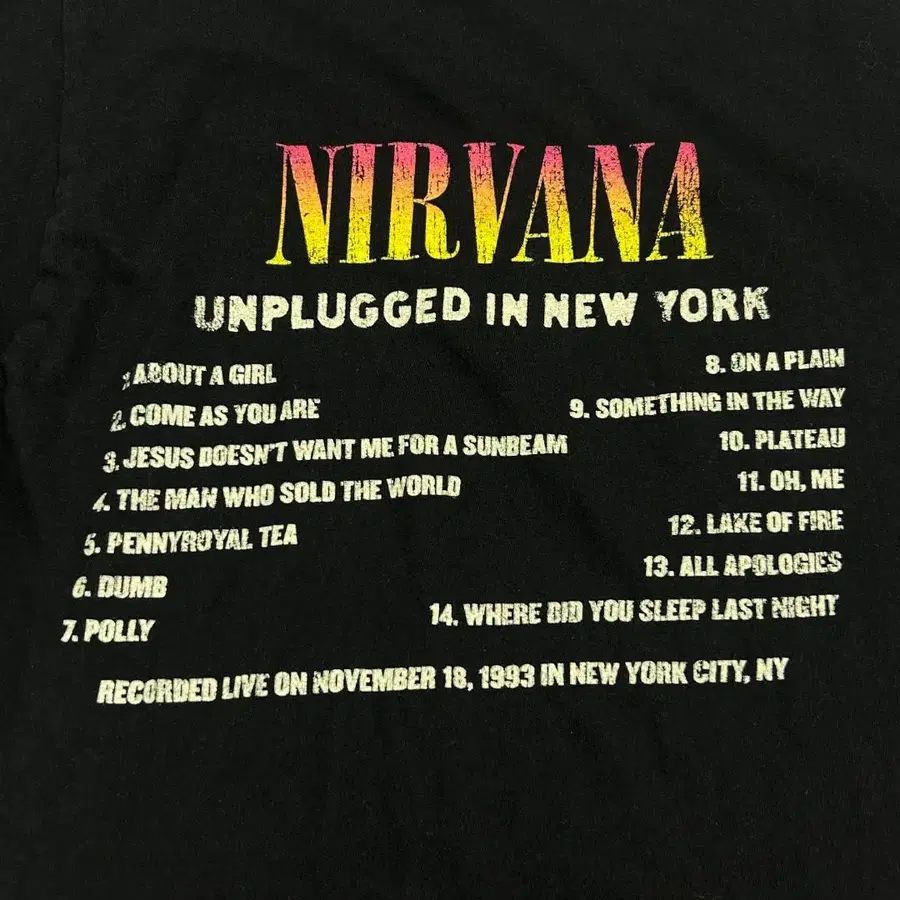 NIRVANA
UNPLUGGED IN NEW YORK
1. ABOUT A GIRL
2. COME AS YOU ARE
3. JESUS DOESN'T WANT ME FOR A SUNBEAM
4. THE MAN WHO SOLD THE WORLD
5. PENNYROYAL TEA
6. DUMB
7. POLLY
8. ON A PLAIN
9. SOMETHING IN THE WAY
10. PLATEAU
11. OH, ME
12. LAKE OF FIRE
13. ALL APOLOGIES
14. WHERE DID YOU SLEEP LAST NIGHT
RECORDED LIVE ON NOVEMBER 18, 1993 IN NEW YORK CITY, NY